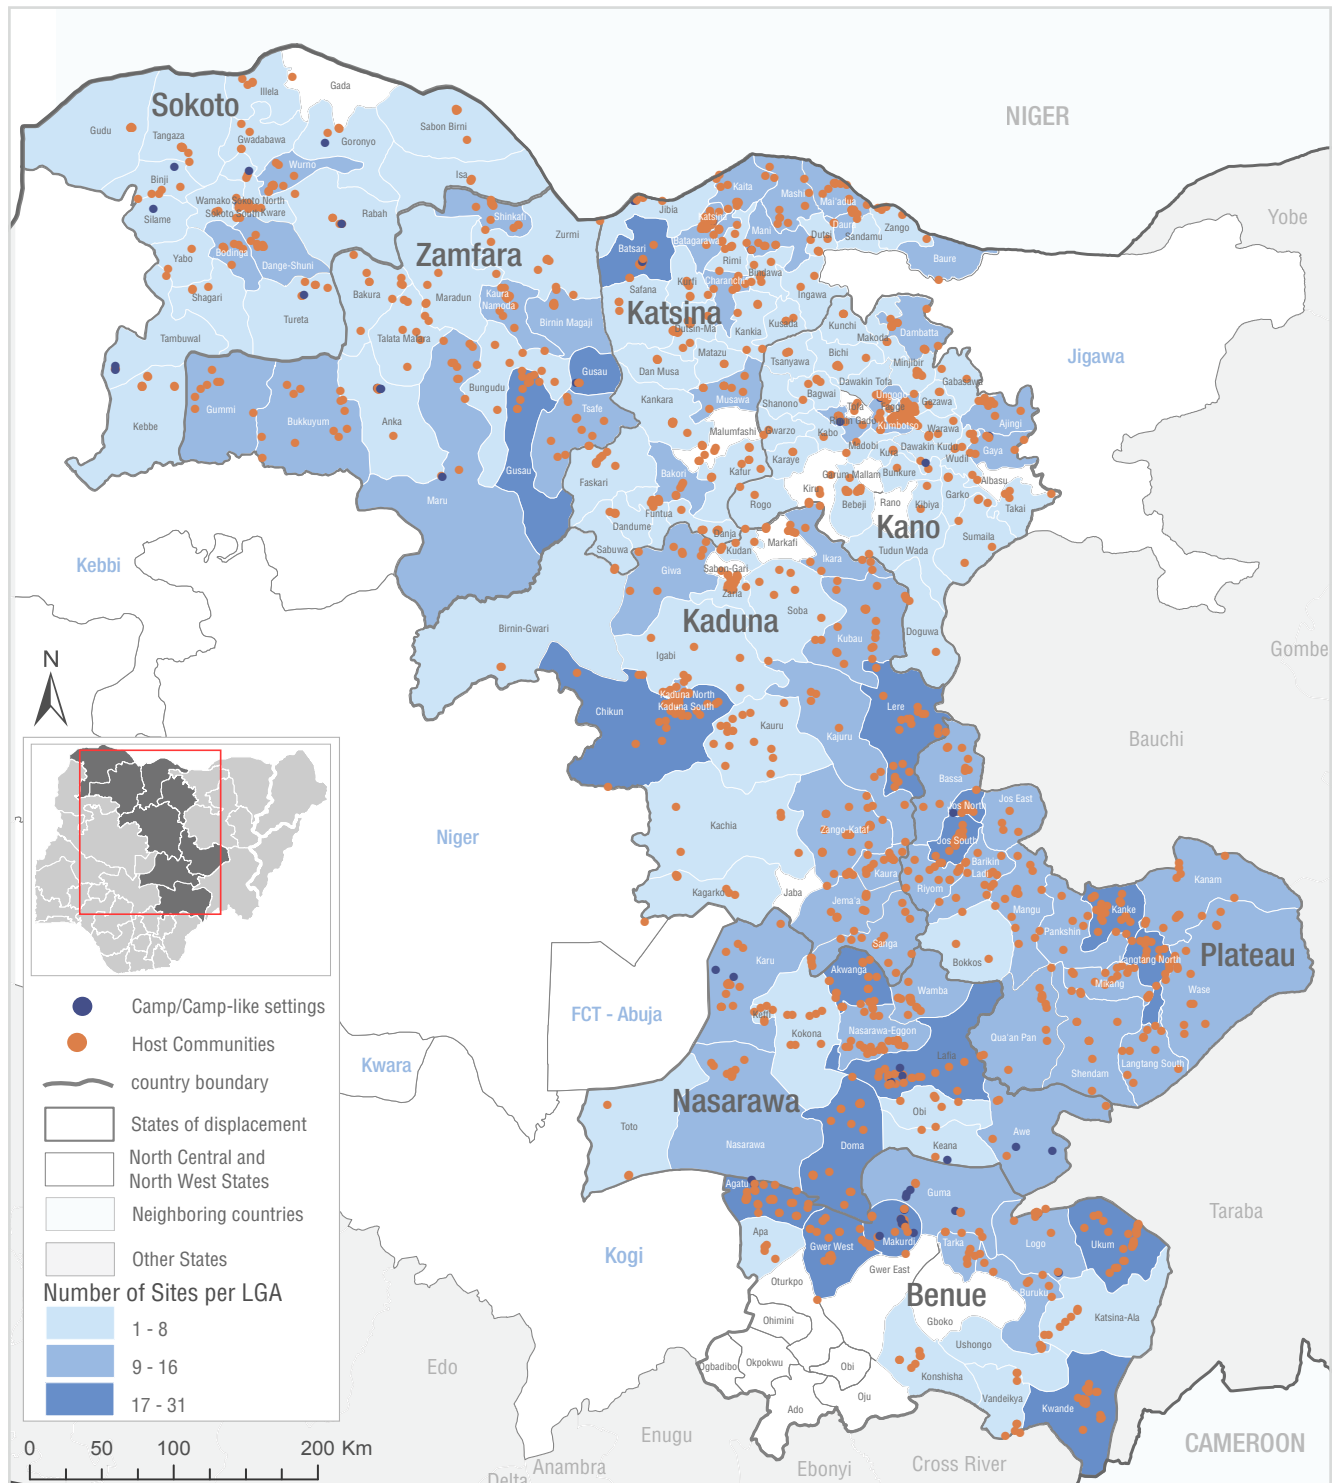 NIGER
Yobe
Jigawa
Gombe
Bauchi
Taraba
CAMEROON
Cross River
Ebonyi
Enugu
Anambra
Delta
Edo
Kogi
Kwara
FCT - Abuja
Niger
Kebbi
Sokoto
Gada
Illela
Gudu
Tangaza
Gwadabawa
Goronyo
Sabon Birni
Binji
Wurno
Isa
Wamako
Sokoto North
Sokoto South
Kware
Silame
Rabah
Bodinga
Dange-Shuni
Yabo
Shagari
Tureta
Tambuwal
Kebbe
Zamfara
Shinkafi
Zurmi
Bakura
Maradun
Kaura
Namoda
Birnin Magaji
Talata Mafara
Bungudu
Gusau
Tsafe
Gummi
Bukkuyum
Anka
Maru
Gusau
Katsina
Jibia
Kaita
Mashi
Mai'adua
Katsina
Batsari
Batagarawa
Mani
Daura
Dutsi
Sandamu
Zango
Baure
Rimi
Safana
Kurfi
Charanchi
Bindawa
Ingawa
Dutsin-Ma
Kankia
Kusada
Matazu
Dan Musa
Kankara
Musawa
Malumfashi
Bakori
Kafur
Faskari
Funtua
Dandume
Danja
Sabuwa
Kano
Kunchi
Makoda
Dambatta
Bichi
Tsanyawa
Minjibir
Dawakin Tofa
Gabasawa
Bagwai
Shanono
Ungogo
Tofa
Fagge
Gezawa
Rimin Gado
Kumbotso
Ajingi
Gwarzo
Kabo
Warawa
Madobi
Dawakin Kudu
Gaya
Karaye
Kura
Wudil
Garum-Mallam
Bunkure
Albasu
Kiru
Rogo
Bebeji
Rano
Kibiya
Garko
Takai
Tudun Wada
Sumaila
Doguwa
Kaduna
Markafi
Kudan
Ikara
Giwa
Sabon-Gari
Zaria
Soba
Birnin-Gwari
Igabi
Kubau
Chikun
Kaduna North
Kaduna South
Kauru
Kajuru
Lere
Kachia
Zango-Kataf
Kaura
Kagarko
Jaba
Jema'a
Sanga
Plateau
Bassa
Jos North
Jos East
Jos South
Barikin
Ladi
Riyom
Mangu
Kanke
Kanam
Pankshin
Bokkos
Langtang North
Mikang
Wase
Qua'an Pan
Shendam
Langtang South
Nasarawa
Karu
Akwanga
Wamba
Keffi
Kokona
Nasarawa-Eggon
Lafia
Obi
Toto
Nasarawa
Doma
Keana
Awe
Benue
Agatu
Guma
Apa
Gwer West
Makurdi
Tarka
Logo
Ukum
Gwer East
Oturkpo
Buruku
Katsina-Ala
Gboko
Ohimini
Ushongo
Ogbadibo
Okpokwu
Obi
Konshisha
Oju
Ado
Vandeikya
Kwande
N
Camp/Camp-like settings
Host Communities
country boundary
States of displacement
North Central and
North West States
Neighboring countries
Other States
Number of Sites per LGA
1 - 8
9 - 16
17 - 31
0 50 100 200 Km